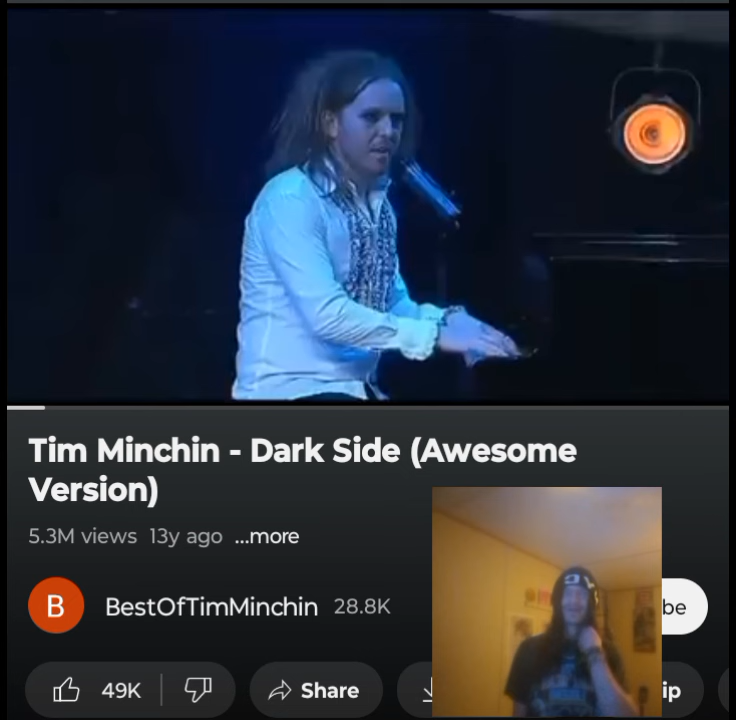 Tim Minchin - Dark Side (Awesome
Version)
5.3M views 13y ago ...more
B BestOfTimMinchin 28.8K be
49K Share ip